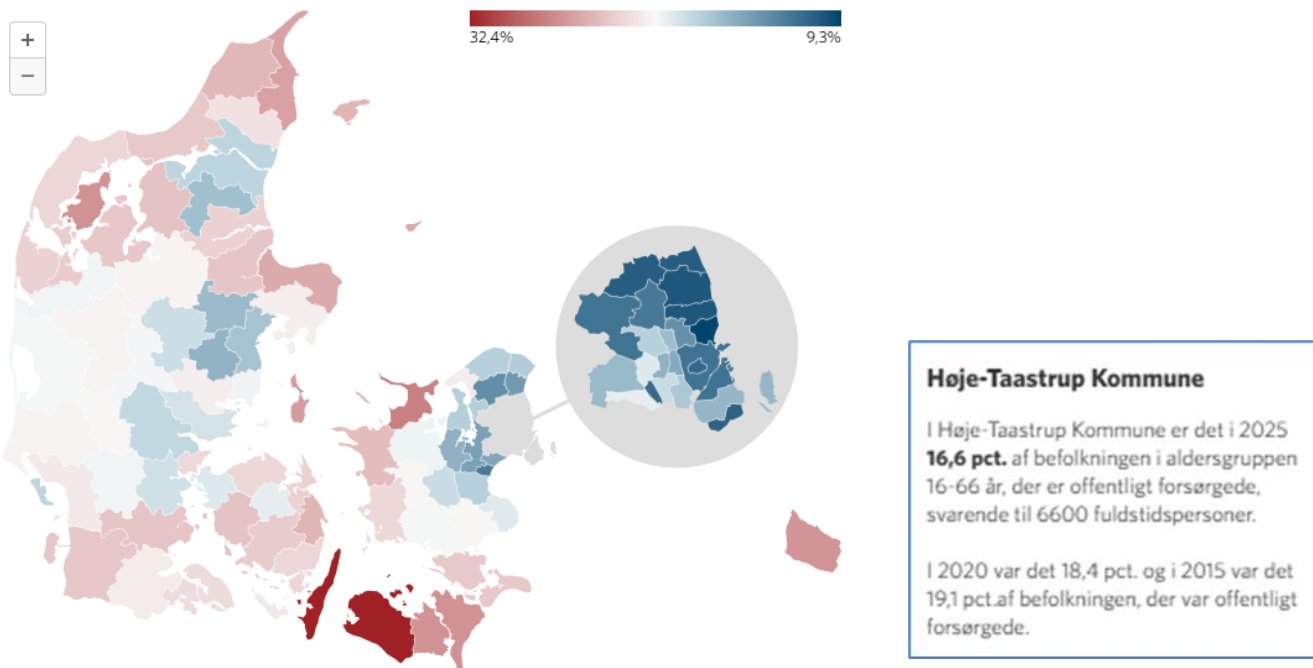 +
−
32,4%
9,3%
Høje-Taastrup Kommune
I Høje-Taastrup Kommune er det i 2025
16,6 pct. af befolkningen i aldersgruppen
16-66 år, der er offentligt forsørgede,
svarende til 6600 fuldstidspersoner.
I 2020 var det 18,4 pct. og i 2015 var det
19,1 pct.af befolkningen, der var offentligt
forsørgede.